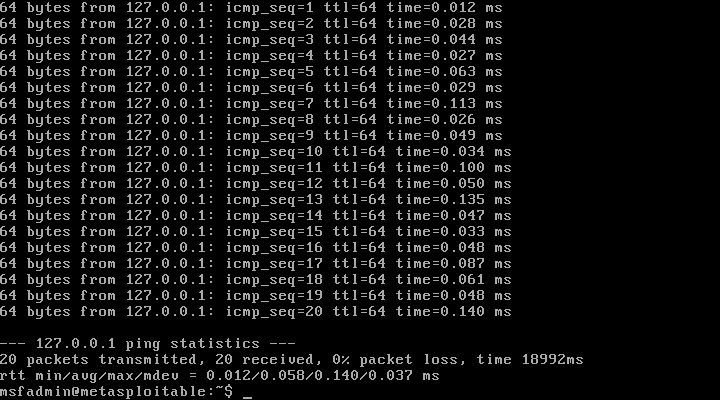 64 bytes from 127.0.0.1: icmp_seq=1 ttl=64 time=0.012 ms
64 bytes from 127.0.0.1: icmp_seq=2 ttl=64 time=0.028 ms
64 bytes from 127.0.0.1: icmp_seq=3 ttl=64 time=0.044 ms
64 bytes from 127.0.0.1: icmp_seq=4 ttl=64 time=0.027 ms
64 bytes from 127.0.0.1: icmp_seq=5 ttl=64 time=0.063 ms
64 bytes from 127.0.0.1: icmp_seq=6 ttl=64 time=0.029 ms
64 bytes from 127.0.0.1: icmp_seq=7 ttl=64 time=0.113 ms
64 bytes from 127.0.0.1: icmp_seq=8 ttl=64 time=0.026 ms
64 bytes from 127.0.0.1: icmp_seq=9 ttl=64 time=0.049 ms
64 bytes from 127.0.0.1: icmp_seq=10 ttl=64 time=0.034 ms
64 bytes from 127.0.0.1: icmp_seq=11 ttl=64 time=0.100 ms
64 bytes from 127.0.0.1: icmp_seq=12 ttl=64 time=0.050 ms
64 bytes from 127.0.0.1: icmp_seq=13 ttl=64 time=0.135 ms
64 bytes from 127.0.0.1: icmp_seq=14 ttl=64 time=0.047 ms
64 bytes from 127.0.0.1: icmp_seq=15 ttl=64 time=0.033 ms
64 bytes from 127.0.0.1: icmp_seq=16 ttl=64 time=0.048 ms
64 bytes from 127.0.0.1: icmp_seq=17 ttl=64 time=0.087 ms
64 bytes from 127.0.0.1: icmp_seq=18 ttl=64 time=0.061 ms
64 bytes from 127.0.0.1: icmp_seq=19 ttl=64 time=0.048 ms
64 bytes from 127.0.0.1: icmp_seq=20 ttl=64 time=0.140 ms
--- 127.0.0.1 ping statistics ---
20 packets transmitted, 20 received, 0% packet loss, time 18992ms
rtt min/avg/max/mdev = 0.012/0.058/0.140/0.037 ms
msfadmin@metasploitable:~$ _